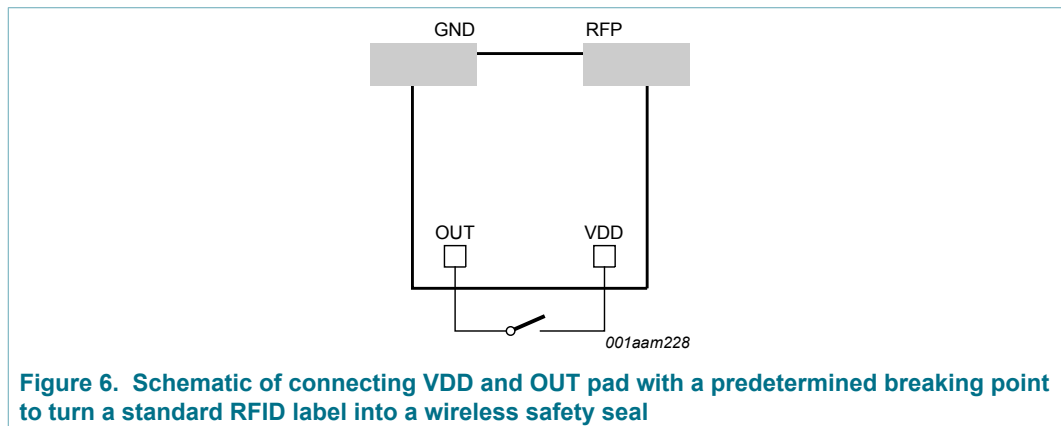 GND RFP
OUT VDD
001aam228
Figure 6. Schematic of connecting VDD and OUT pad with a predetermined breaking point
to turn a standard RFID label into a wireless safety seal